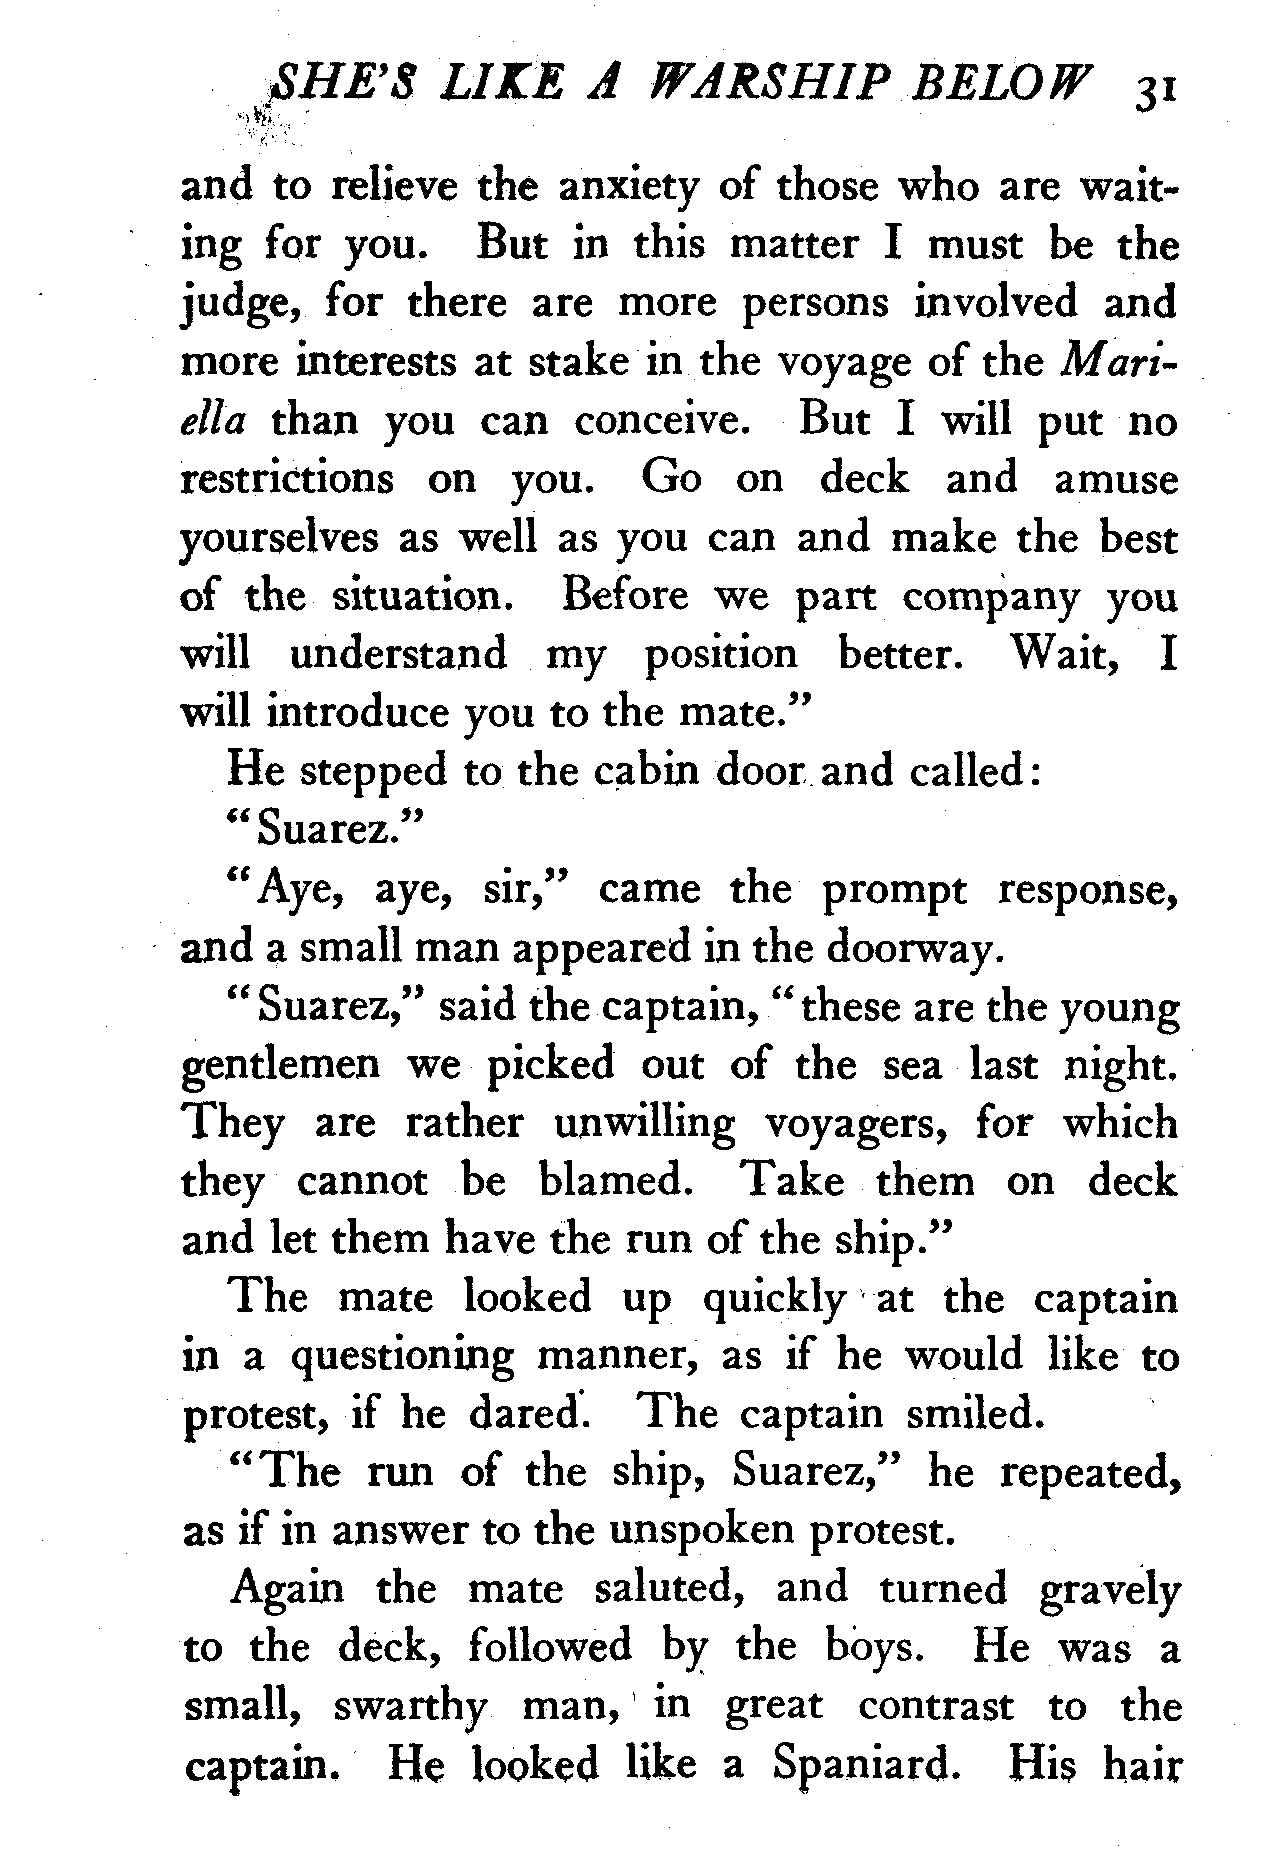 SHE'S LIKE A WARSHIP BELOW 31
and to relieve the anxiety of those who are wait-
ing for you. But in this matter I must be the
judge, for there are more persons involved and
more interests at stake in the voyage of the Mari-
ella than you can conceive. But I will put no
restrictions on you. Go on deck and amuse
yourselves as well as you can and make the best
of the situation. Before we part company you
will understand my position better. Wait, I
will introduce you to the mate."
He stepped to the cabin door and called:
"Suarez."
"Aye, aye, sir," came the prompt response,
and a small man appeared in the doorway.
"Suarez," said the captain, "these are the young
gentlemen we picked out of the sea last night.
They are rather unwilling voyagers, for which
they cannot be blamed. Take them on deck
and let them have the run of the ship."
The mate looked up quickly at the captain
in a questioning manner, as if he would like to
protest, if he dared. The captain smiled.
"The run of the ship, Suarez," he repeated,
as if in answer to the unspoken protest.
Again the mate saluted, and turned gravely
to the deck, followed by the boys. He was a
small, swarthy man, in great contrast to the
captain. He looked like a Spaniard. His hair